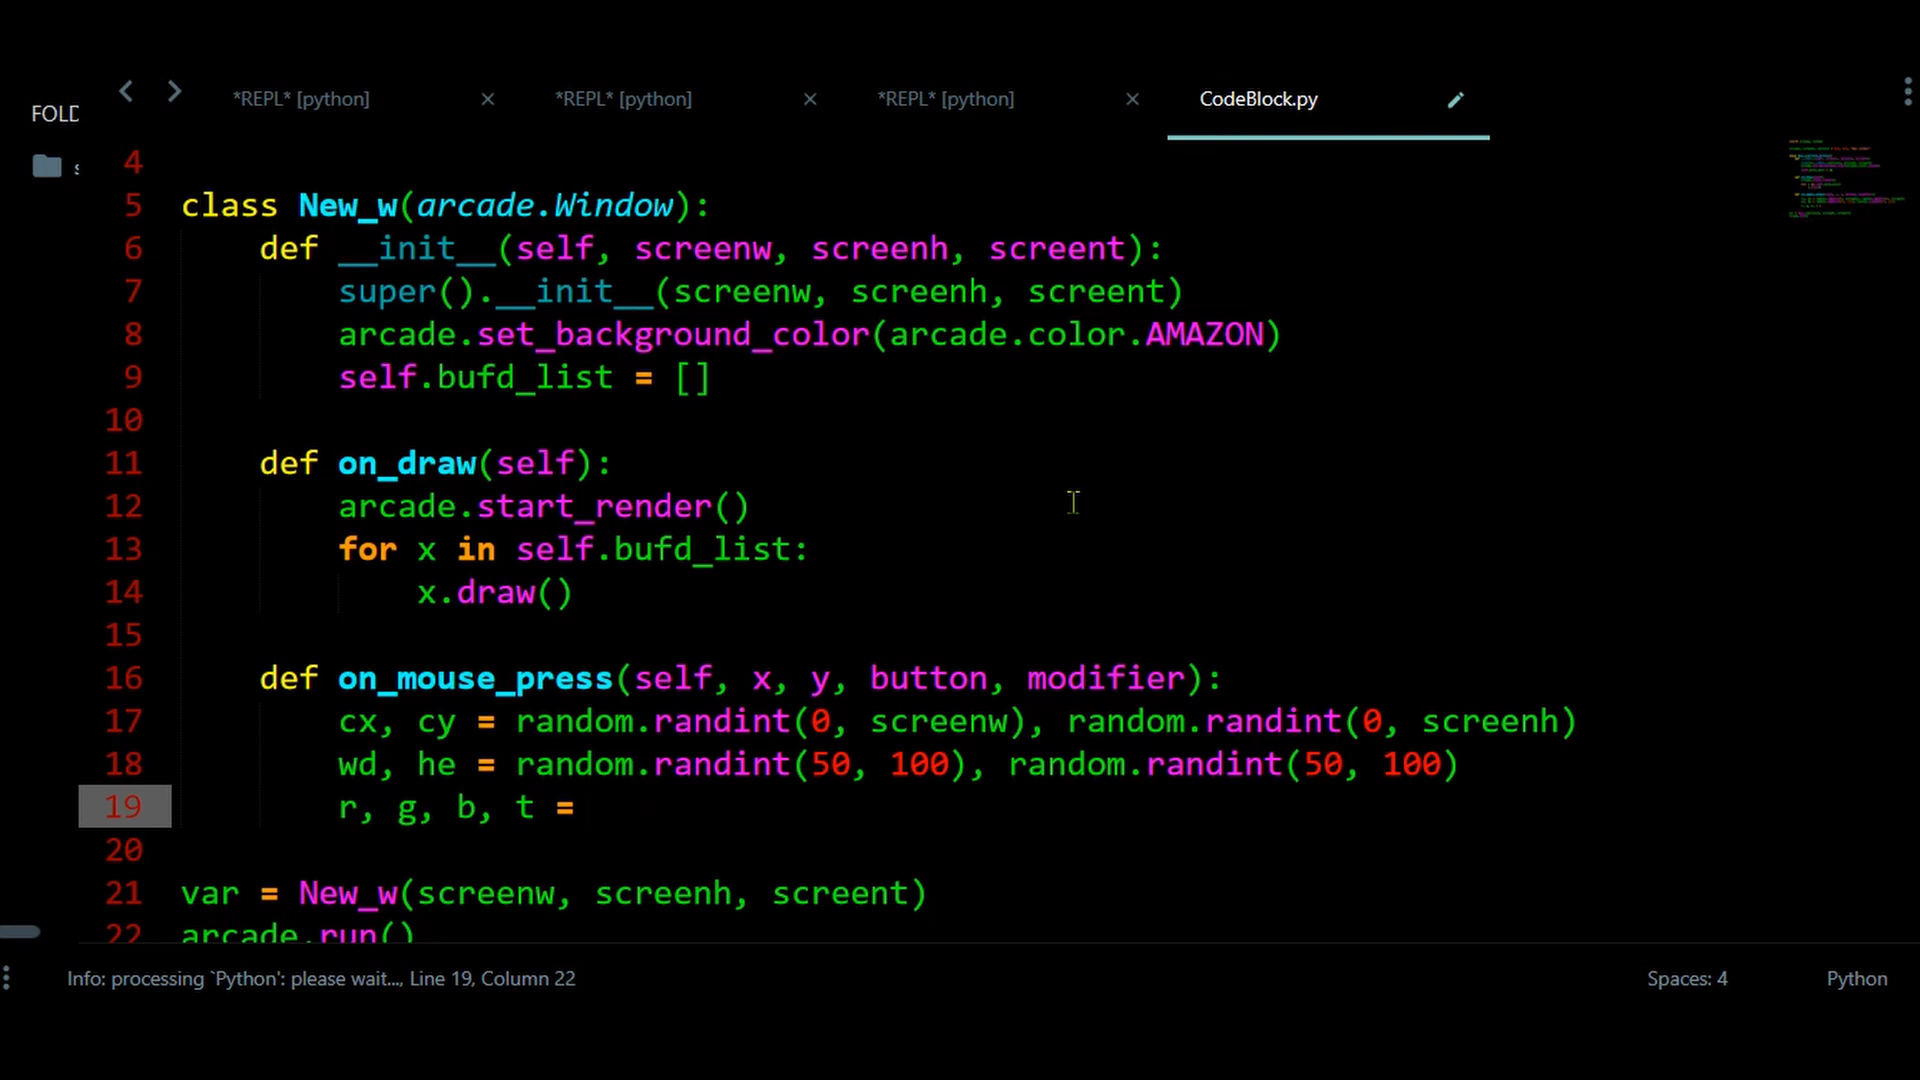 *REPL* [python]
*REPL* [python]
*REPL* [python]
CodeBlock.py
FOLD
s
4
5 class New_w(arcade.Window):
6 def __init__(self, screenw, screenh, screent):
7 super().__init__(screenw, screenh, screent)
8 arcade.set_background_color(arcade.color.AMAZON)
9 self.bufd_list = []
10
11 def on_draw(self):
12 arcade.start_render()
13 for x in self.bufd_list:
14 x.draw()
15
16 def on_mouse_press(self, x, y, button, modifier):
17 cx, cy = random.randint(0, screenw), random.randint(0, screenh)
18 wd, he = random.randint(50, 100), random.randint(50, 100)
19 r, g, b, t =
20
21 var = New_w(screenw, screenh, screent)
22 arcade.run()
Info: processing `Python': please wait..., Line 19, Column 22
Spaces: 4
Python